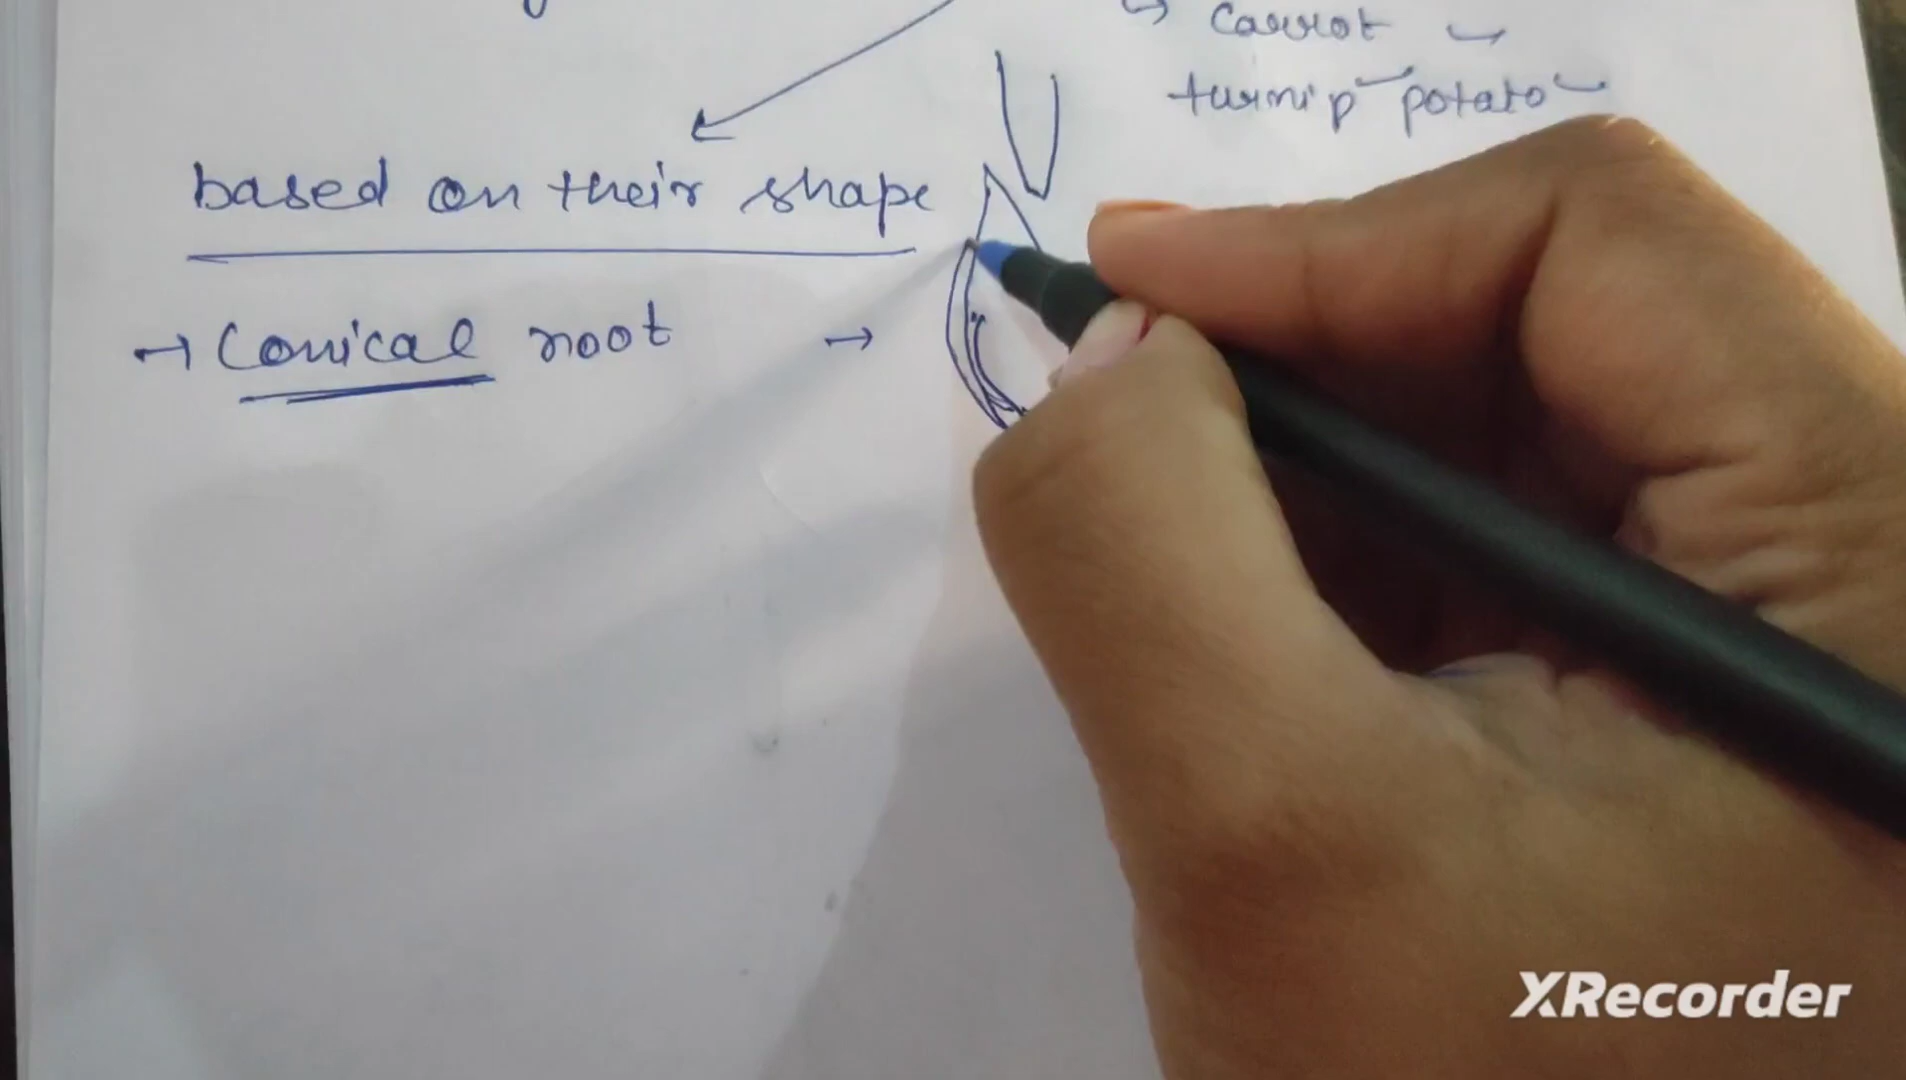 → Carrot
turnip potato
based on their shape
→ Conical root →
XRecorder